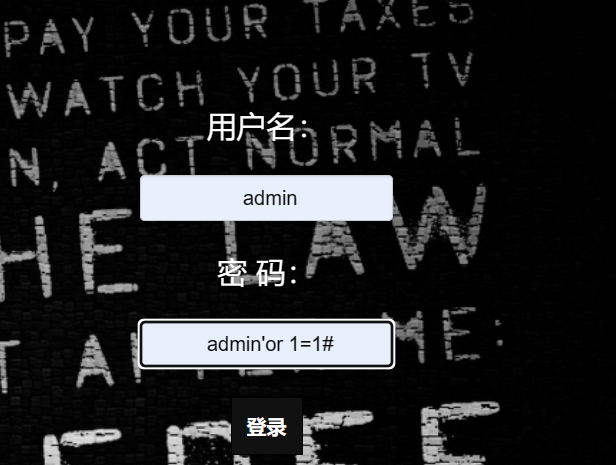 PAY YOUR TAXES
WATCH YOUR TV
N, ACT NORMAL
用户名:
admin
HE LAW
密 码:
admin'or 1=1#
ME:
登录
FREE